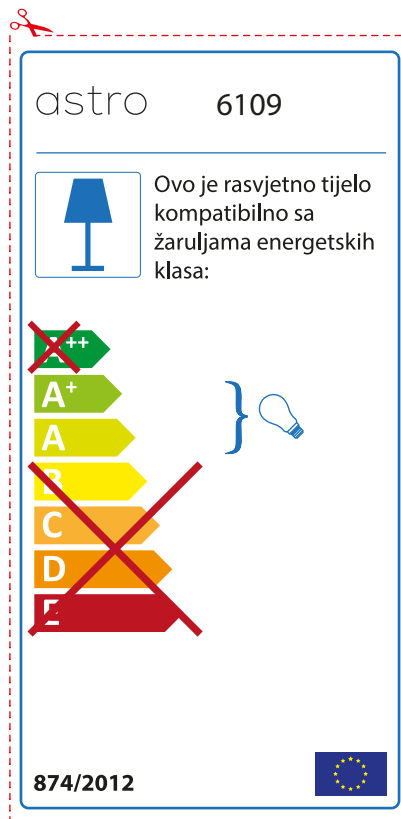 astro 6109
Ovo je rasvjetno tijelo
kompatibilno sa
žaruljama energetskih
klasa:
A++
A+
A
B
C
D
E
874/2012